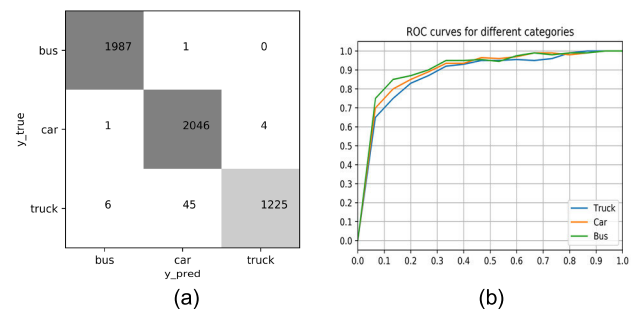 bus
1987
1
0
y_true
car
1
2046
4
truck
6
45
1225
bus
car
truck
y_pred
(a)
ROC curves for different categories
1.0
0.9
0.8
0.7
0.6
0.5
0.4
0.3
0.2
0.1
0.0
0.0
0.1
0.2
0.3
0.4
0.5
0.6
0.7
0.8
0.9
1.0
Truck
Car
Bus
(b)